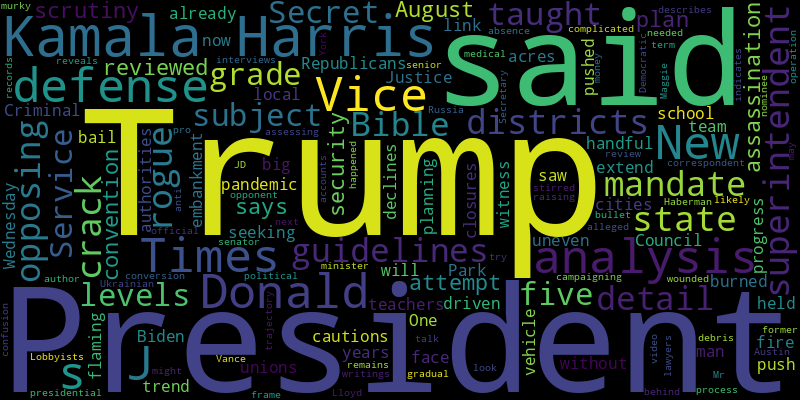 murky
scrutiny
already
Secret
August
taught
describes
Kamala Harris
link
plan
complicated
absence
needed
Democratic
now
interviews
Republicans
senior
Justice
term
said
superintendent
operation
indicates
nominee
records
reveals
defense
reviewed
grade
Vice
medical
acres
pushed
money
Maggie
assassination
Criminal
local
secretary
Russia
school
bail
subject
Bible
districts
team
New
may
opposing
service
crack
convention
authorities
rogue
anti
pro
embankment
JD
assessing
Trump
security
accounts
happened
declines
planning
closures
witness
handful
review
correspondent
pandemic
big
saw
extend
mandate
says
opponent
stirred
raising
cities
bullet
Haberman
likely
state
Wednesday
seeking
next
official
uneven
alleged
Council
progress
Times
guidelines
try
analysis
senator
author
conversion
political
minister
will
Park
campaigning
wounded
Ukrainian
attempt
burned
levels
Donald
teachers
driven
five
detail
held
President
confusion
flaming
Biden
trajectory
cautions
One
talk
vehicle
man
debris
former
fire
Lobbyists
J
Vance
years
face
look
without
video
lawyers
Austin
push
s
trend
might
unions
remains
gradual
writings
Mr
presidential
frame
Lloyd
behind
process